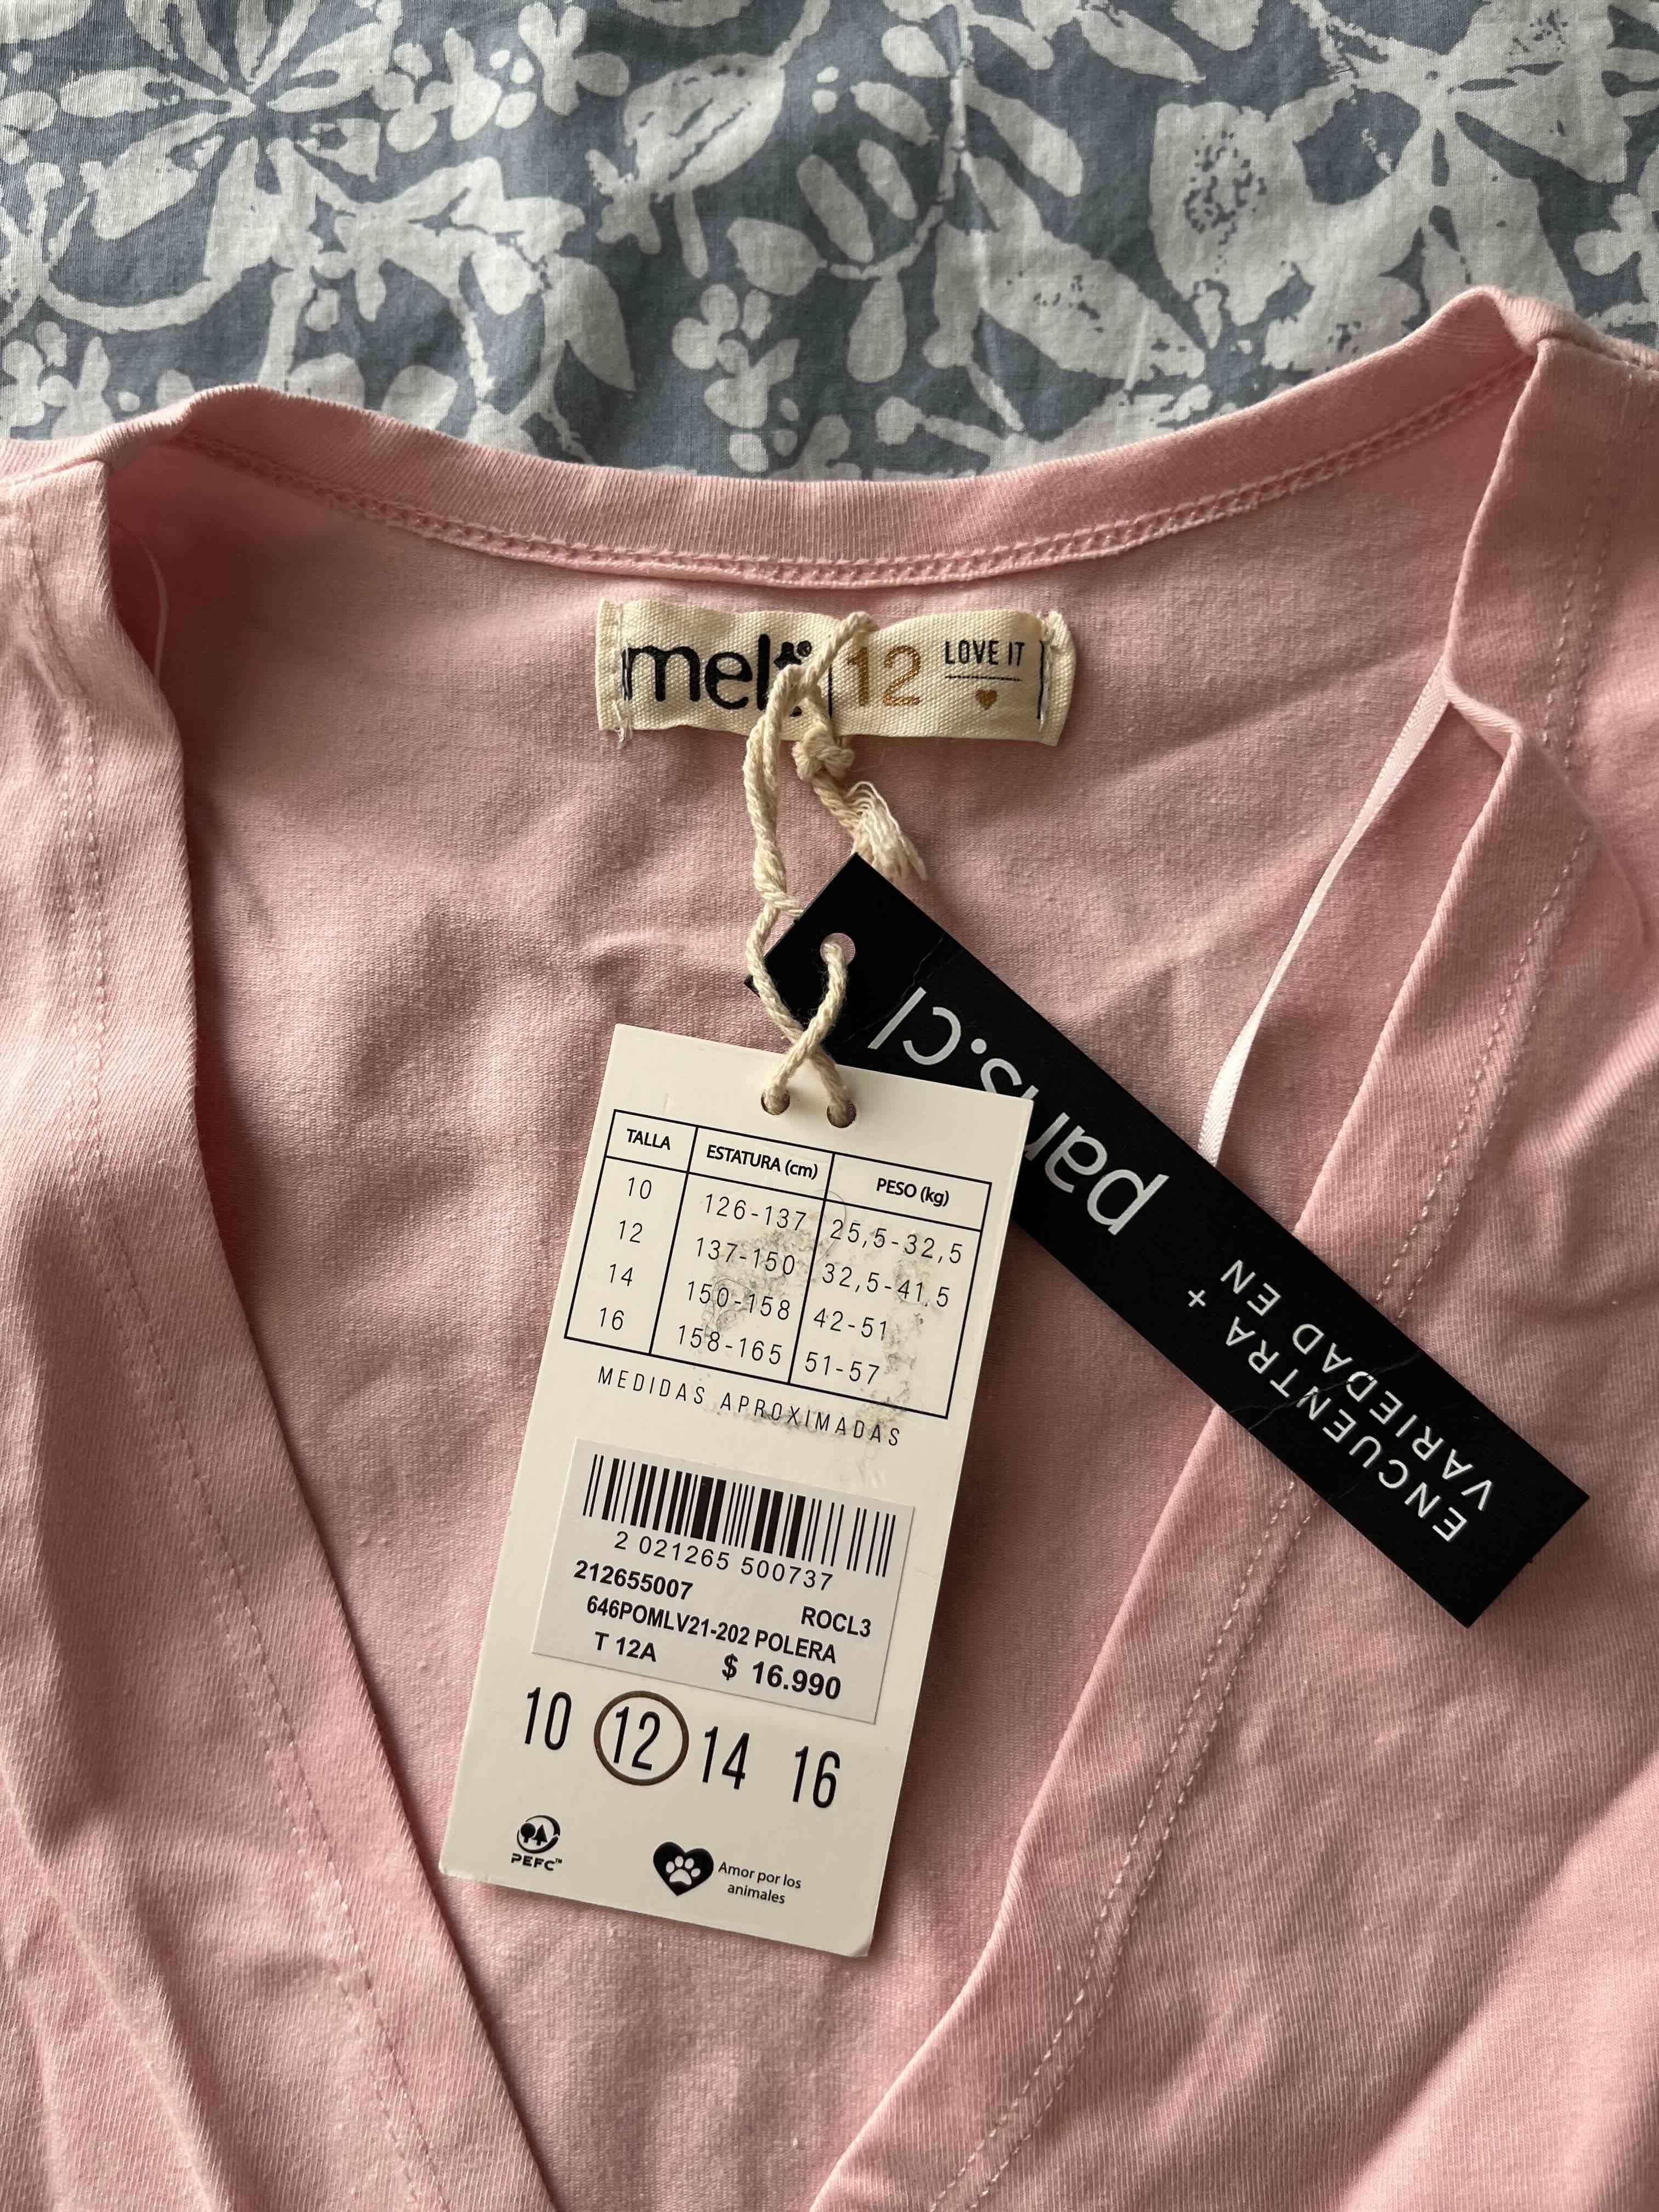 12
LOVE IT
paris.cl
ENCUENTRA +
VARIEDAD EN
TALLA ESTATURA (cm) PESO (kg)
10 126-137 25,5-32,5
12 137-150 32,5-41,5
14 150-158 42-51
16 158-165 51-57
MEDIDAS APROXIMADAS
2 021265 500737
212655007 ROCL3
646POMLV21-202 POLERA
T 12A $ 16.990
10 12 14 16
PEFC™
Amor por los
animales